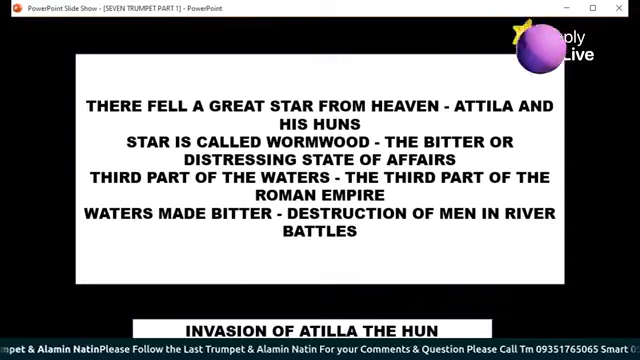 PowerPoint Slide Show - [SEVEN TRUMPET PART 1] - PowerPoint
ply
Live
THERE FELL A GREAT STAR FROM HEAVEN - ATTILA AND
HIS HUNS
STAR IS CALLED WORMWOOD - THE BITTER OR
DISTRESSING STATE OF AFFAIRS
THIRD PART OF THE WATERS - THE THIRD PART OF THE
ROMAN EMPIRE
WATERS MADE BITTER - DESTRUCTION OF MEN IN RIVER
BATTLES
INVASION OF ATILLA THE HUN
mpet & Alamin NatinPlease Follow the Last Trumpet & Alamin Natin For your Comments & Question Please Call Tm 09351765065 Smart 0